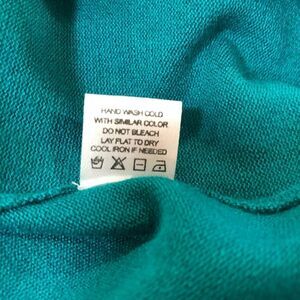 HAND WASH COLD
WITH SIMILAR COLOR
DO NOT BLEACH
LAY FLAT TO DRY
COOL IRON IF NEEDED